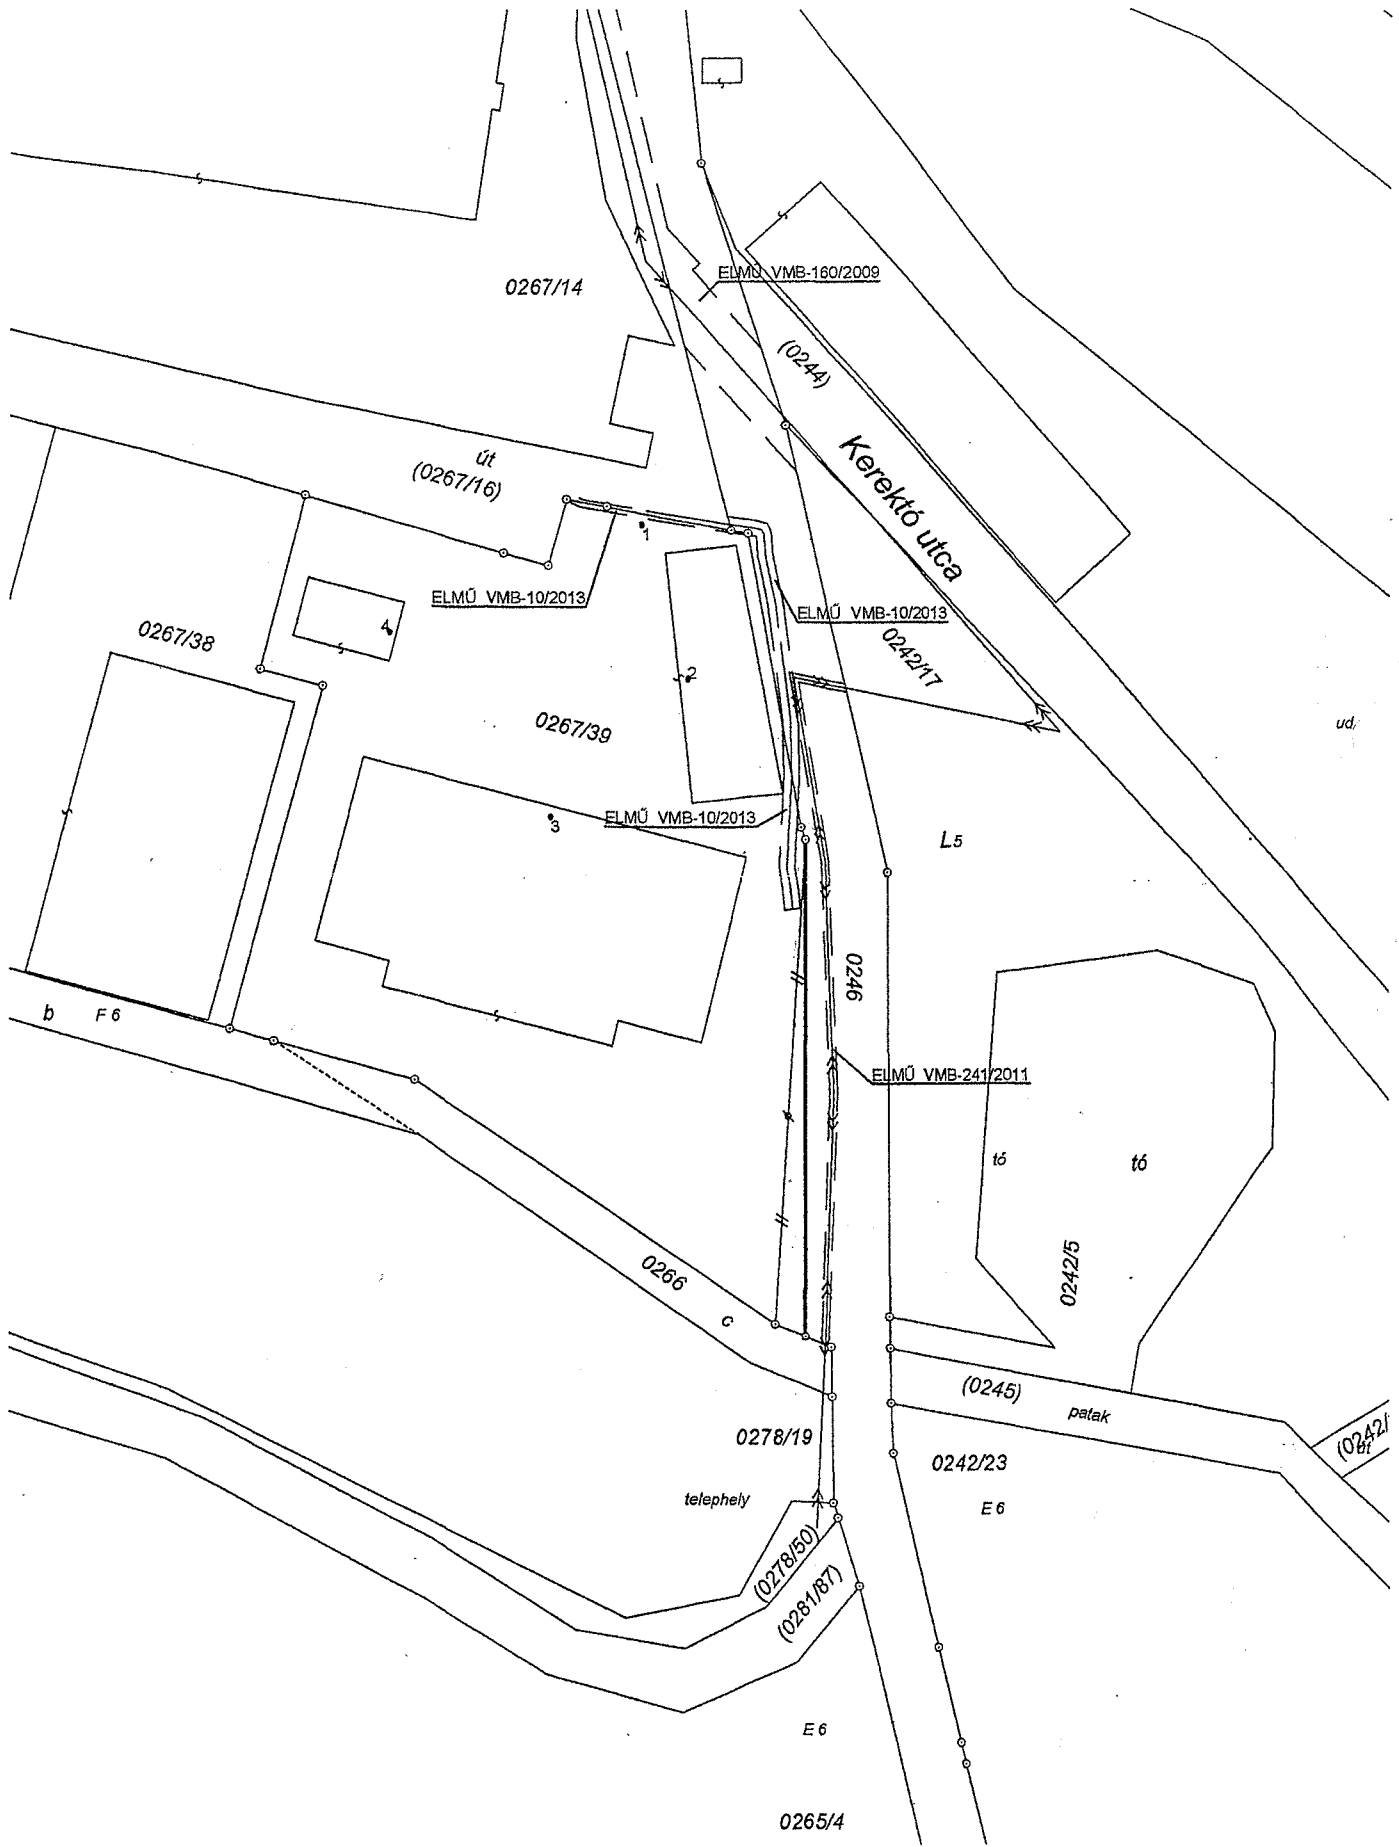 0267/14
ELMŰ VMB-160/2009
(0244)
Kerektó utca
út
(0267/16)
1
ELMŰ VMB-10/2013
ELMŰ VMB-10/2013
0267/38
4
0242/17
2
0267/39
ud
3
ELMŰ VMB-10/2013
L5
0246
b
F 6
ELMŰ VMB-241/2011
tó
tó
0266
0242/5
c
(0245)
patak
(0242/
út
0278/19
0242/23
telephely
E 6
(0278/50)
(0281/87)
E 6
0265/4